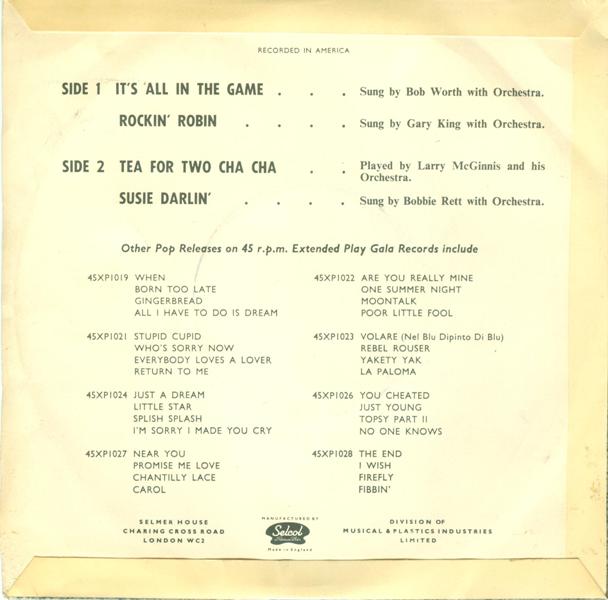 RECORDED IN AMERICA
SIDE 1 IT'S ALL IN THE GAME . . . Sung by Bob Worth with Orchestra.
ROCKIN' ROBIN . . . . Sung by Gary King with Orchestra.
SIDE 2 TEA FOR TWO CHA CHA . . Played by Larry McGinnis and his
Orchestra.
SUSIE DARLIN' . . . . Sung by Bobbie Rett with Orchestra.
Other Pop Releases on 45 r.p.m. Extended Play Gala Records include
45XP1019 WHEN
BORN TOO LATE
GINGERBREAD
ALL I HAVE TO DO IS DREAM
45XP1022 ARE YOU REALLY MINE
ONE SUMMER NIGHT
MOONTALK
POOR LITTLE FOOL
45XP1021 STUPID CUPID
WHO'S SORRY NOW
EVERYBODY LOVES A LOVER
RETURN TO ME
45XP1023 VOLARE (Nel Blu Dipinto Di Blu)
REBEL ROUSER
YAKETY YAK
LA PALOMA
45XP1024 JUST A DREAM
LITTLE STAR
SPLISH SPLASH
I'M SORRY I MADE YOU CRY
45XP1026 YOU CHEATED
JUST YOUNG
TOPSY PART II
NO ONE KNOWS
45XP1027 NEAR YOU
PROMISE ME LOVE
CHANTILLY LACE
CAROL
45XP1028 THE END
I WISH
FIREFLY
FIBBIN'
SELMER HOUSE
CHARING CROSS ROAD
LONDON WC2
MANUFACTURED BY
Selcol
Made in England
DIVISION OF
MUSICAL & PLASTICS INDUSTRIES
LIMITED